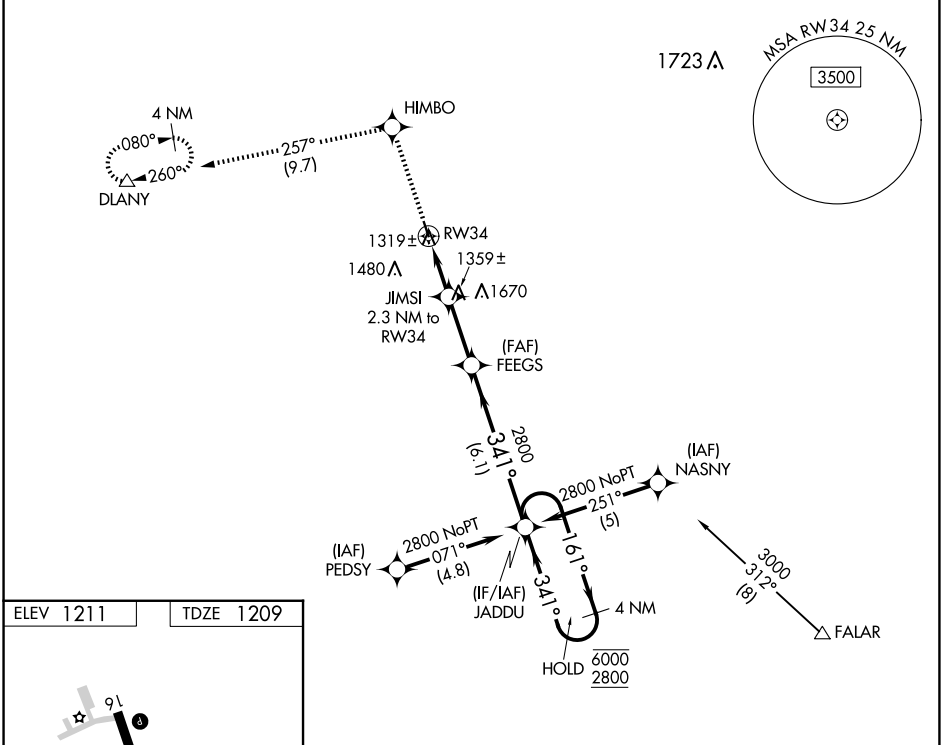 MSA RW34 25 NM
3500
1723
HIMBO
4 NM
080°
260°
DLANY
257°
(9.7)
RW34
1319±
1359±
1480
1670
JIMSI
2.3 NM to
RW34
(FAF)
FEEGS
2800
341°
(6.1)
(IAF)
NASNY
2800 NoPT
251°
(5)
(IAF)
PEDSY
2800 NoPT
071°
(4.8)
(IF/IAF)
JADDU
161°
341°
4 NM
HOLD
6000
2800
3000
312°
(8)
FALAR
ELEV 1211
TDZE 1209
16
P